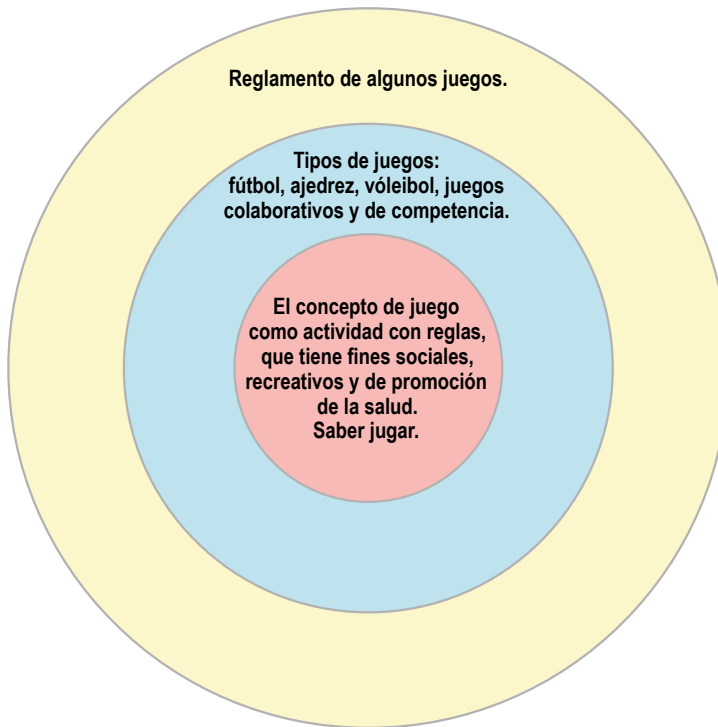 Reglamento de algunos juegos.
Tipos de juegos:
fútbol, ajedrez, vóleibol, juegos
colaborativos y de competencia.
El concepto de juego
como actividad con reglas,
que tiene fines sociales,
recreativos y de promoción
de la salud.
Saber jugar.